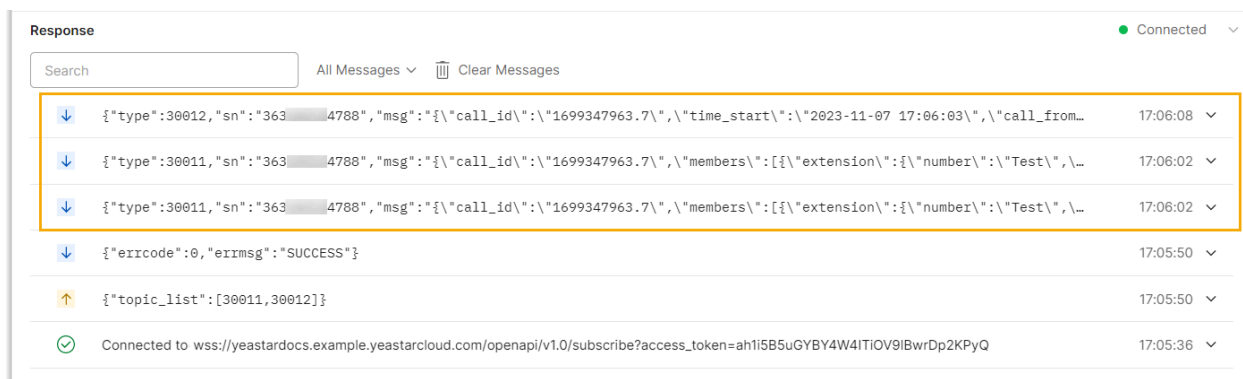 Response
Connected
Search
All Messages
Clear Messages
{"type":30012,"sn":"363 4788","msg":"{\"call_id\":\"1699347963.7\",\"time_start\":\"2023-11-07 17:06:03\",\"call_from… 17:06:08
{"type":30011,"sn":"363 4788","msg":"{\"call_id\":\"1699347963.7\",\"members\":[{\"extension\":{\"number\":\"Test\",\… 17:06:02
{"type":30011,"sn":"363 4788","msg":"{\"call_id\":\"1699347963.7\",\"members\":[{\"extension\":{\"number\":\"Test\",\… 17:06:02
{"errcode":0,"errmsg":"SUCCESS"} 17:05:50
{"topic_list":[30011,30012]} 17:05:50
Connected to wss://yeastardocs.example.yeastarcloud.com/openapi/v1.0/subscribe?access_token=ah1i5B5uGYBY4W4ITiOV9lBwrDp2KPyQ 17:05:36